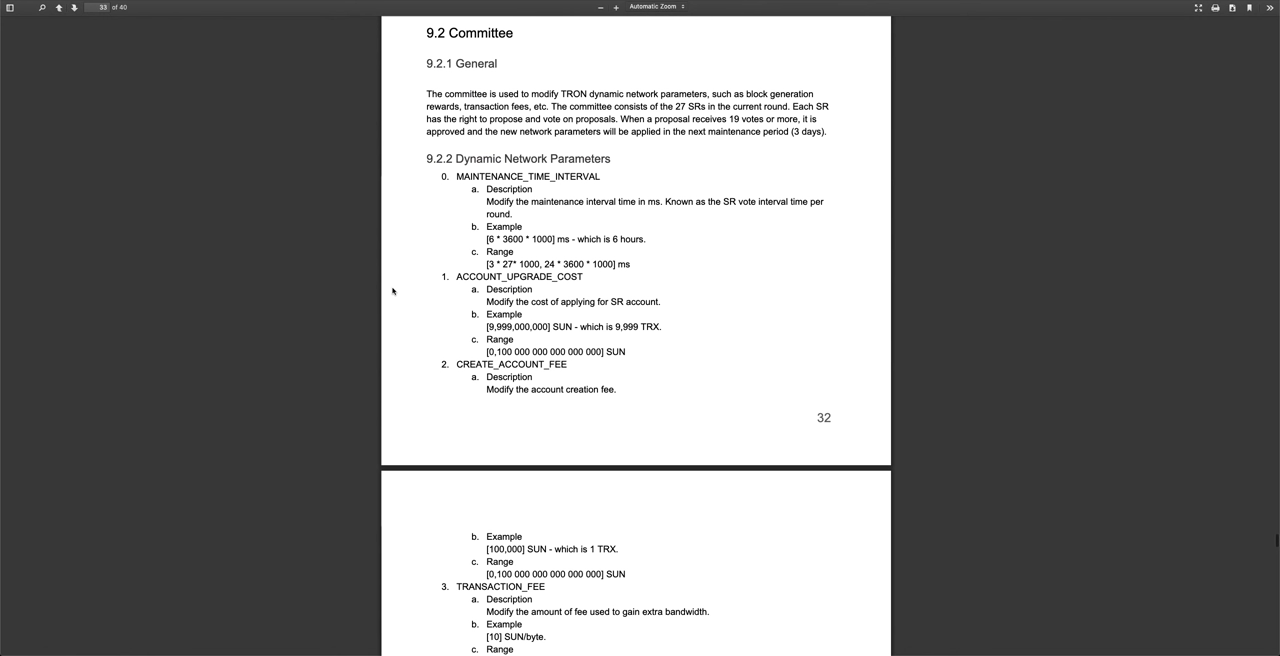 33 of 40
Automatic Zoom
9.2 Committee
9.2.1 General
The committee is used to modify TRON dynamic network parameters, such as block generation
rewards, transaction fees, etc. The committee consists of the 27 SRs in the current round. Each SR
has the right to propose and vote on proposals. When a proposal receives 19 votes or more, it is
approved and the new network parameters will be applied in the next maintenance period (3 days).
9.2.2 Dynamic Network Parameters
0. MAINTENANCE_TIME_INTERVAL
a. Description
Modify the maintenance interval time in ms. Known as the SR vote interval time per
round.
b. Example
[6 * 3600 * 1000] ms - which is 6 hours.
c. Range
[3 * 27* 1000, 24 * 3600 * 1000] ms
1. ACCOUNT_UPGRADE_COST
a. Description
Modify the cost of applying for SR account.
b. Example
[9,999,000,000] SUN - which is 9,999 TRX.
c. Range
[0,100 000 000 000 000 000] SUN
2. CREATE_ACCOUNT_FEE
a. Description
Modify the account creation fee.
32
b. Example
[100,000] SUN - which is 1 TRX.
c. Range
[0,100 000 000 000 000 000] SUN
3. TRANSACTION_FEE
a. Description
Modify the amount of fee used to gain extra bandwidth.
b. Example
[10] SUN/byte.
c. Range